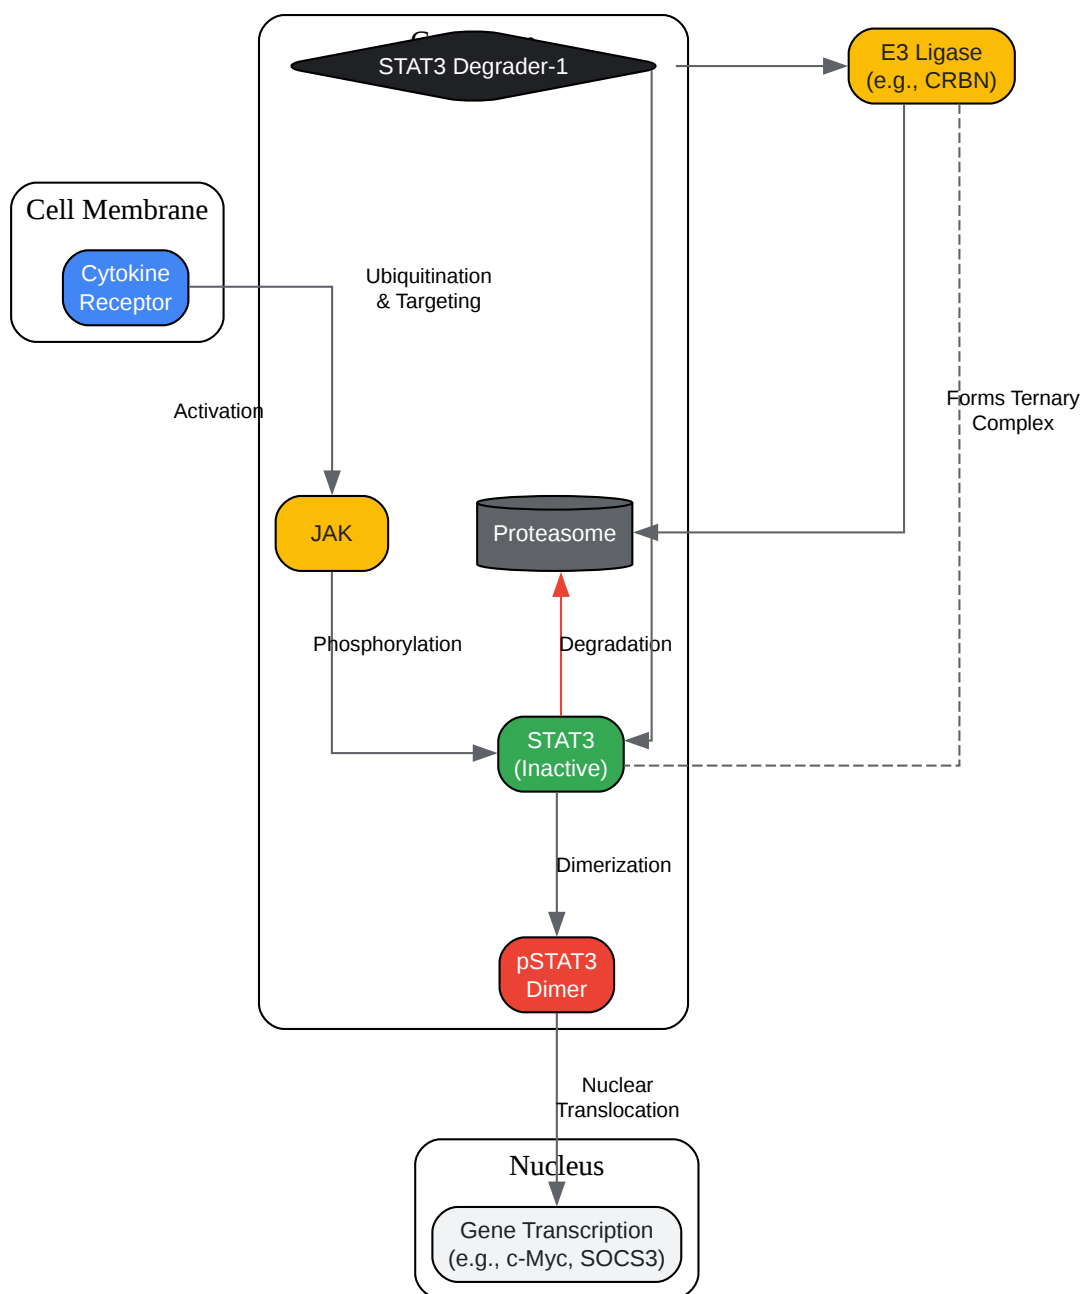 STAT3 Degrader-1
E3 Ligase
(e.g., CRBN)
Cell Membrane
Cytokine
Receptor
Ubiquitination
& Targeting
Activation
Forms Ternary
Complex
JAK
Proteasome
Phosphorylation
Degradation
STAT3
(Inactive)
Dimerization
pSTAT3
Dimer
Nuclear
Translocation
Nucleus
Gene Transcription
(e.g., c-Myc, SOCS3)